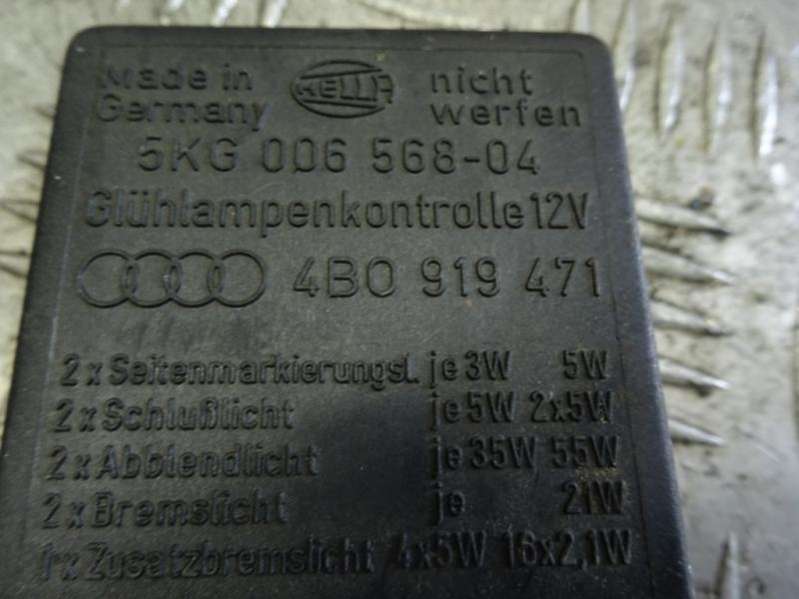 Made in HELLA nicht
Germany werfen
5KG 006 568-04
Glühlampenkontrolle 12V
4B0 919 471
2 x Seitenmarkierungsl. je 3W 5W
2 x Schlußlicht je 5W 2x5W
2 x Abblendlicht je 35W 55W
2 x Bremslicht je 21W
1 x Zusatzbremslicht 4x5W 16x2,1W